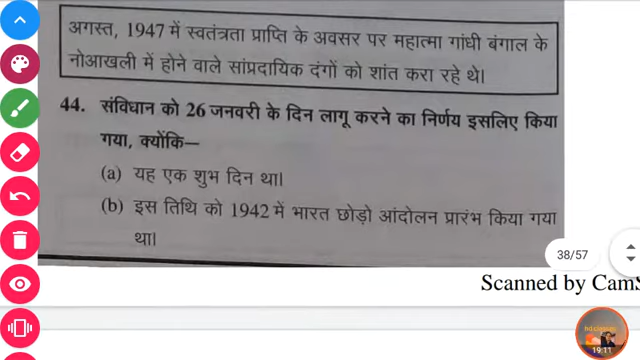 अगस्त, 1947 में स्वतंत्रता प्राप्ति के अवसर पर महात्मा गांधी बंगाल के
नोआखली में होने वाले सांप्रदायिक दंगों को शांत करा रहे थे।
44. संविधान को 26 जनवरी के दिन लागू करने का निर्णय इसलिए किया
गया, क्योंकि—
(a) यह एक शुभ दिन था।
(b) इस तिथि को 1942 में भारत छोड़ो आंदोलन प्रारंभ किया गया
था।
38/57
Scanned by CamS
19:11